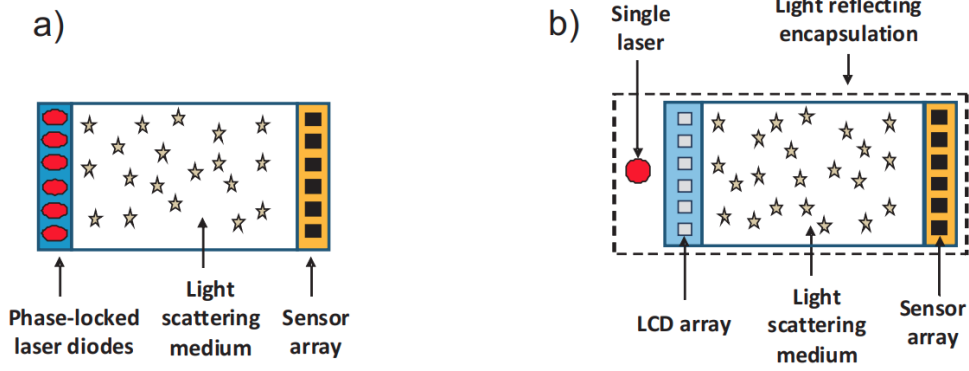 a)
Phase-locked
laser diodes
Light
scattering
medium
Sensor
array
b)
Single
laser
Light reflecting
encapsulation
LCD array
Light
scattering
medium
Sensor
array